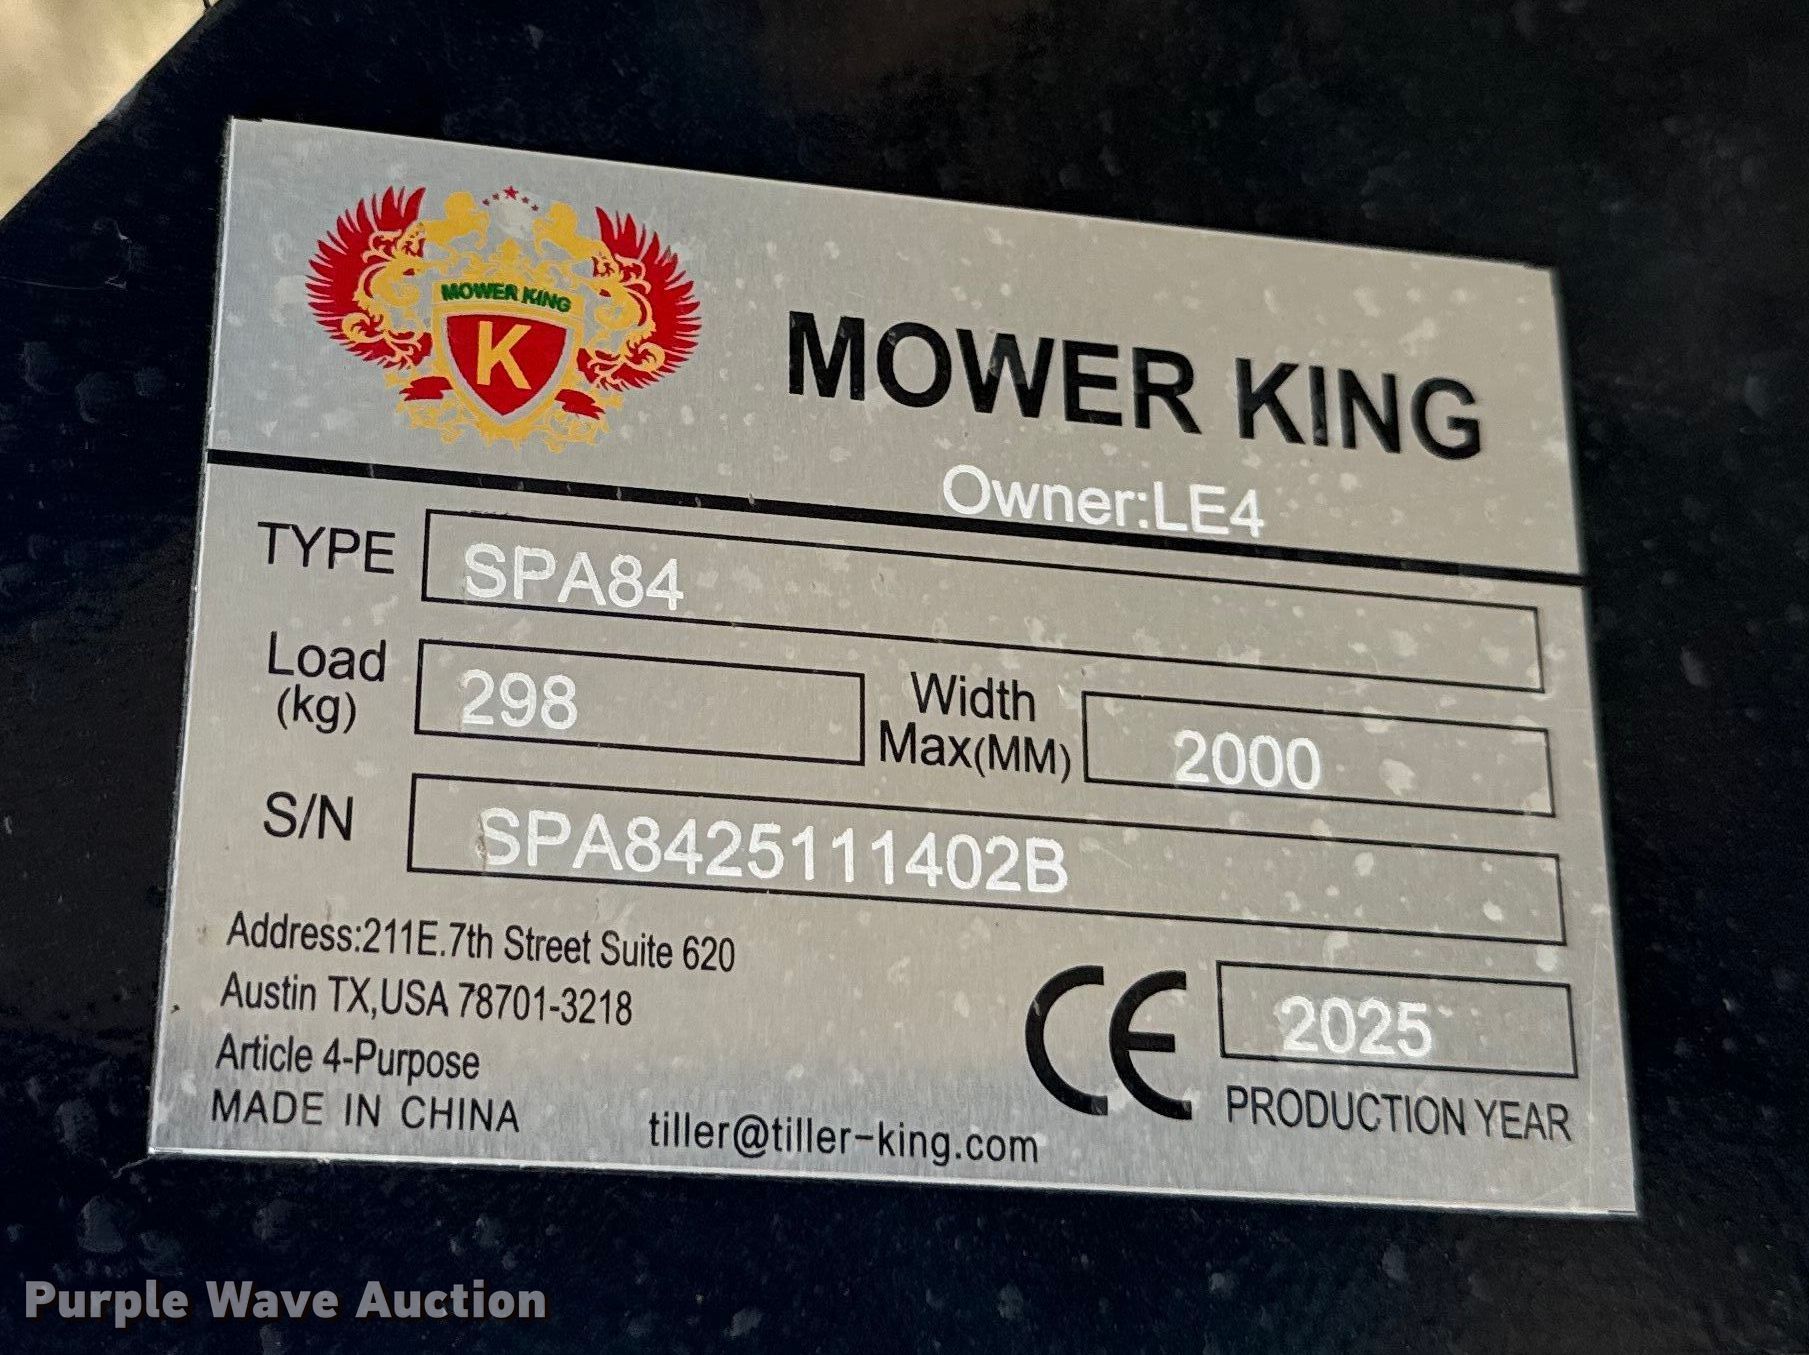 MOWER KING
K
MOWER KING
Owner:LE4
TYPE SPA84
Load (kg) 298 Width Max(MM) 2000
S/N SPA8425111402B
Address:211E.7th Street Suite 620
Austin TX,USA 78701-3218
Article 4-Purpose
MADE IN CHINA
tiller@tiller-king.com
CE
2025
PRODUCTION YEAR
Purple Wave Auction